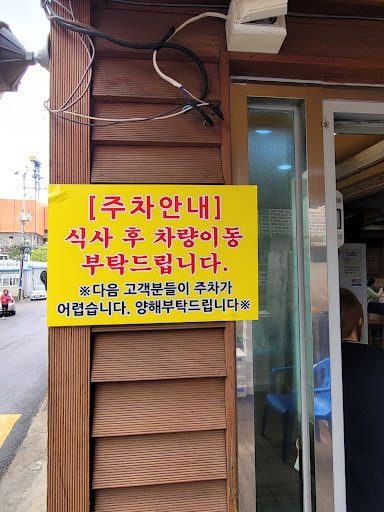 [주차안내]
식사 후 차량이동
부탁드립니다.
※다음 고객분들이 주차가
어렵습니다. 양해부탁드립니다※